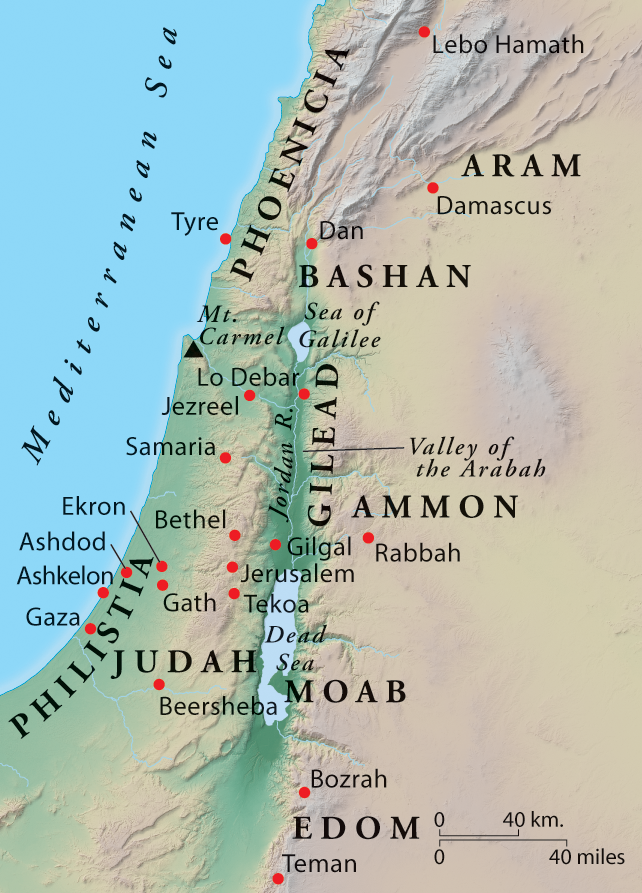 Mediterranean Sea
Lebo Hamath
PHOENICIA
ARAM
Damascus
Tyre
Dan
BASHAN
Mt.
Carmel
Sea of
Galilee
Lo Debar
Jezreel
GILEAD
Jordan R.
Samaria
Valley of
the Arabah
Ekron
Bethel
AMMON
Ashdod
Gilgal
Rabbah
Ashkelon
Jerusalem
Gath
Tekoa
Gaza
PHILISTIA
JUDAH
Dead
Sea
MOAB
Beersheba
Bozrah
EDOM
0 40 km.
0 40 miles
Teman